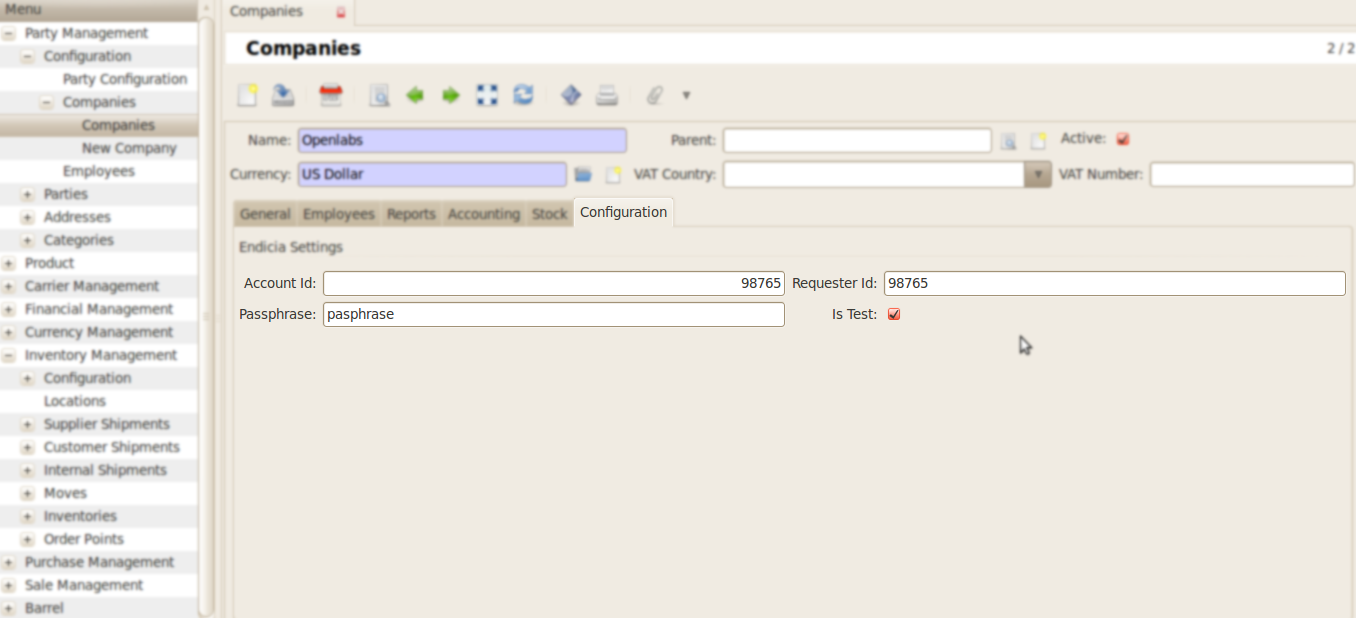 Menu
Party Management
Configuration
Party Configuration
Companies
Companies
New Company
Employees
Parties
Addresses
Categories
Product
Carrier Management
Financial Management
Currency Management
Inventory Management
Configuration
Locations
Supplier Shipments
Customer Shipments
Internal Shipments
Moves
Inventories
Order Points
Purchase Management
Sale Management
Barrel
Companies
Companies 2 / 2
Name: Openlabs Parent: Active:
Currency: US Dollar VAT Country: VAT Number:
General Employees Reports Accounting Stock Configuration
Endicia Settings
Account Id: 98765 Requester Id: 98765
Passphrase: pasphrase Is Test: